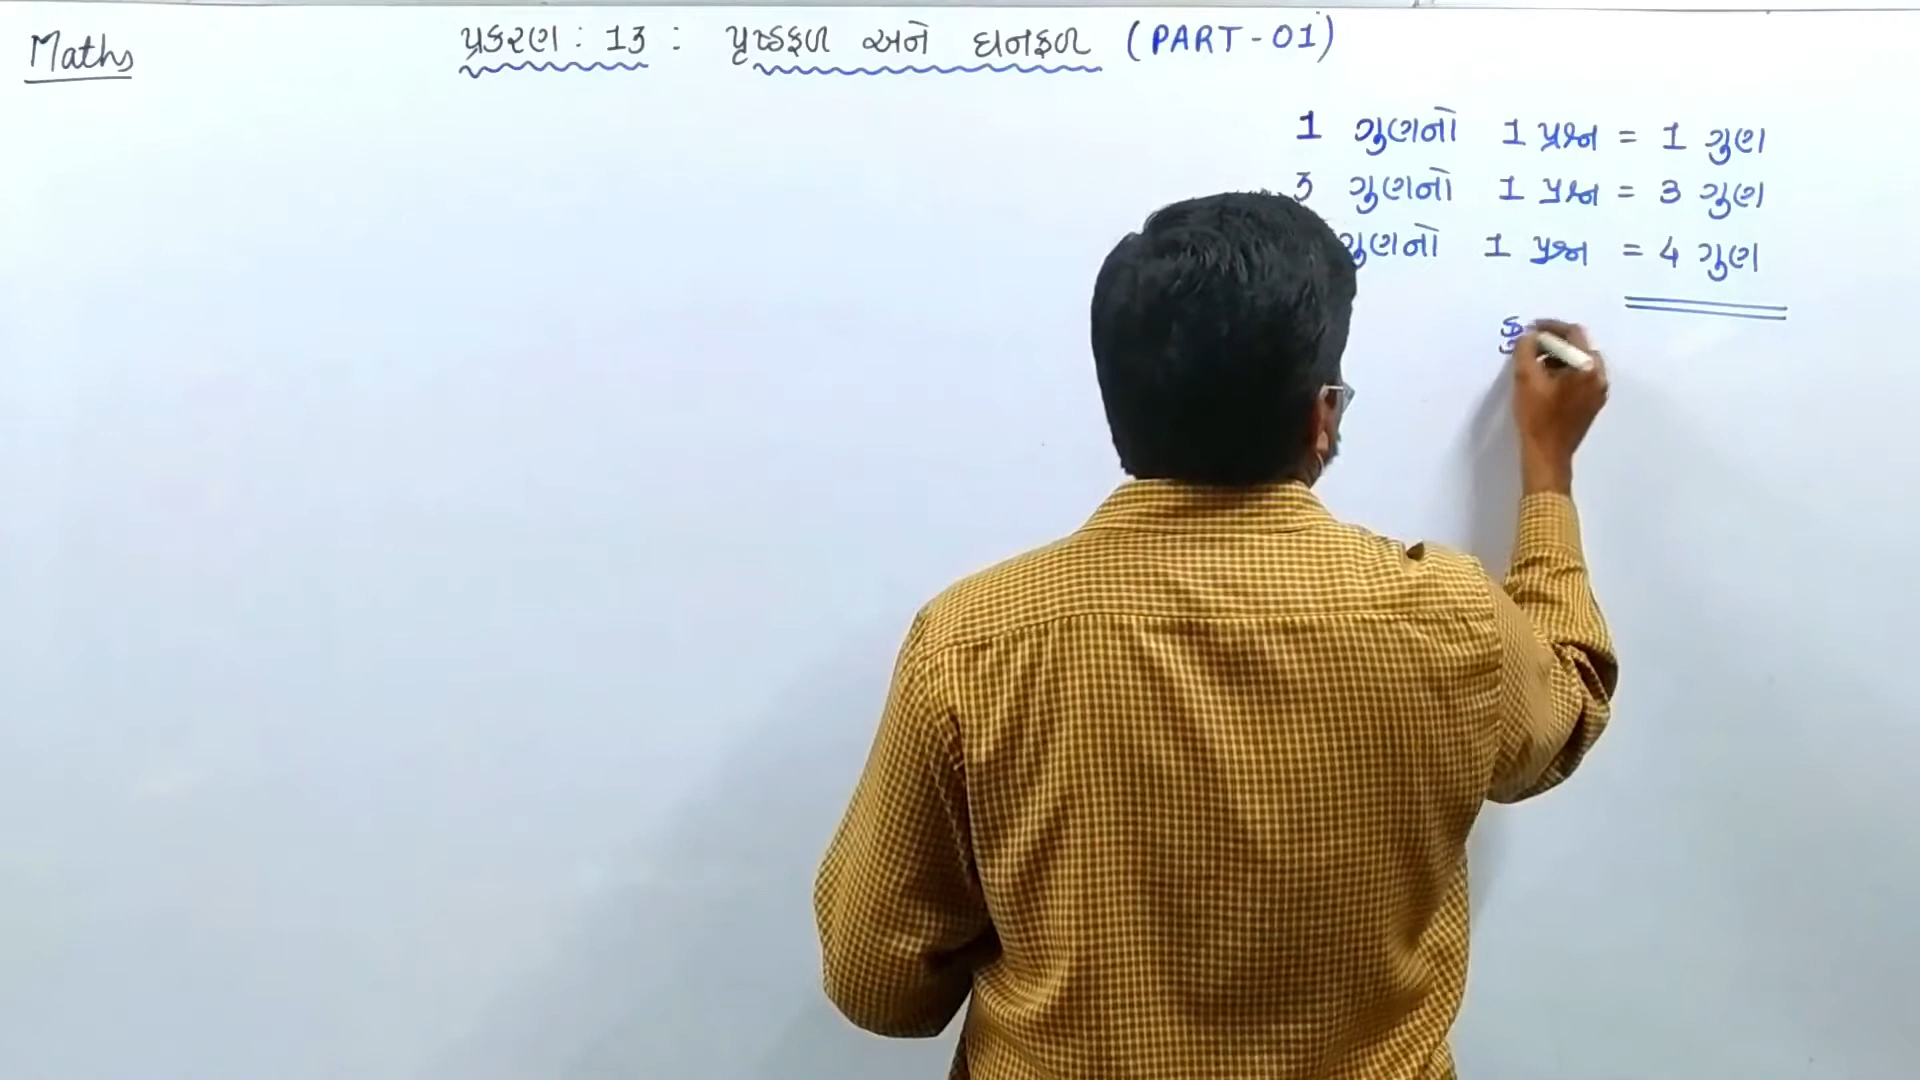 Maths
પ્રકરણ : 13 : પૃષ્ઠફળ અને ઘનફળ (PART-01)
1 ગુણનો 1 પ્રશ્ન = 1 ગુણ
3 ગુણનો 1 પ્રશ્ન = 3 ગુણ
ગુણનો 1 પ્રશ્ન = 4 ગુણ
કુ